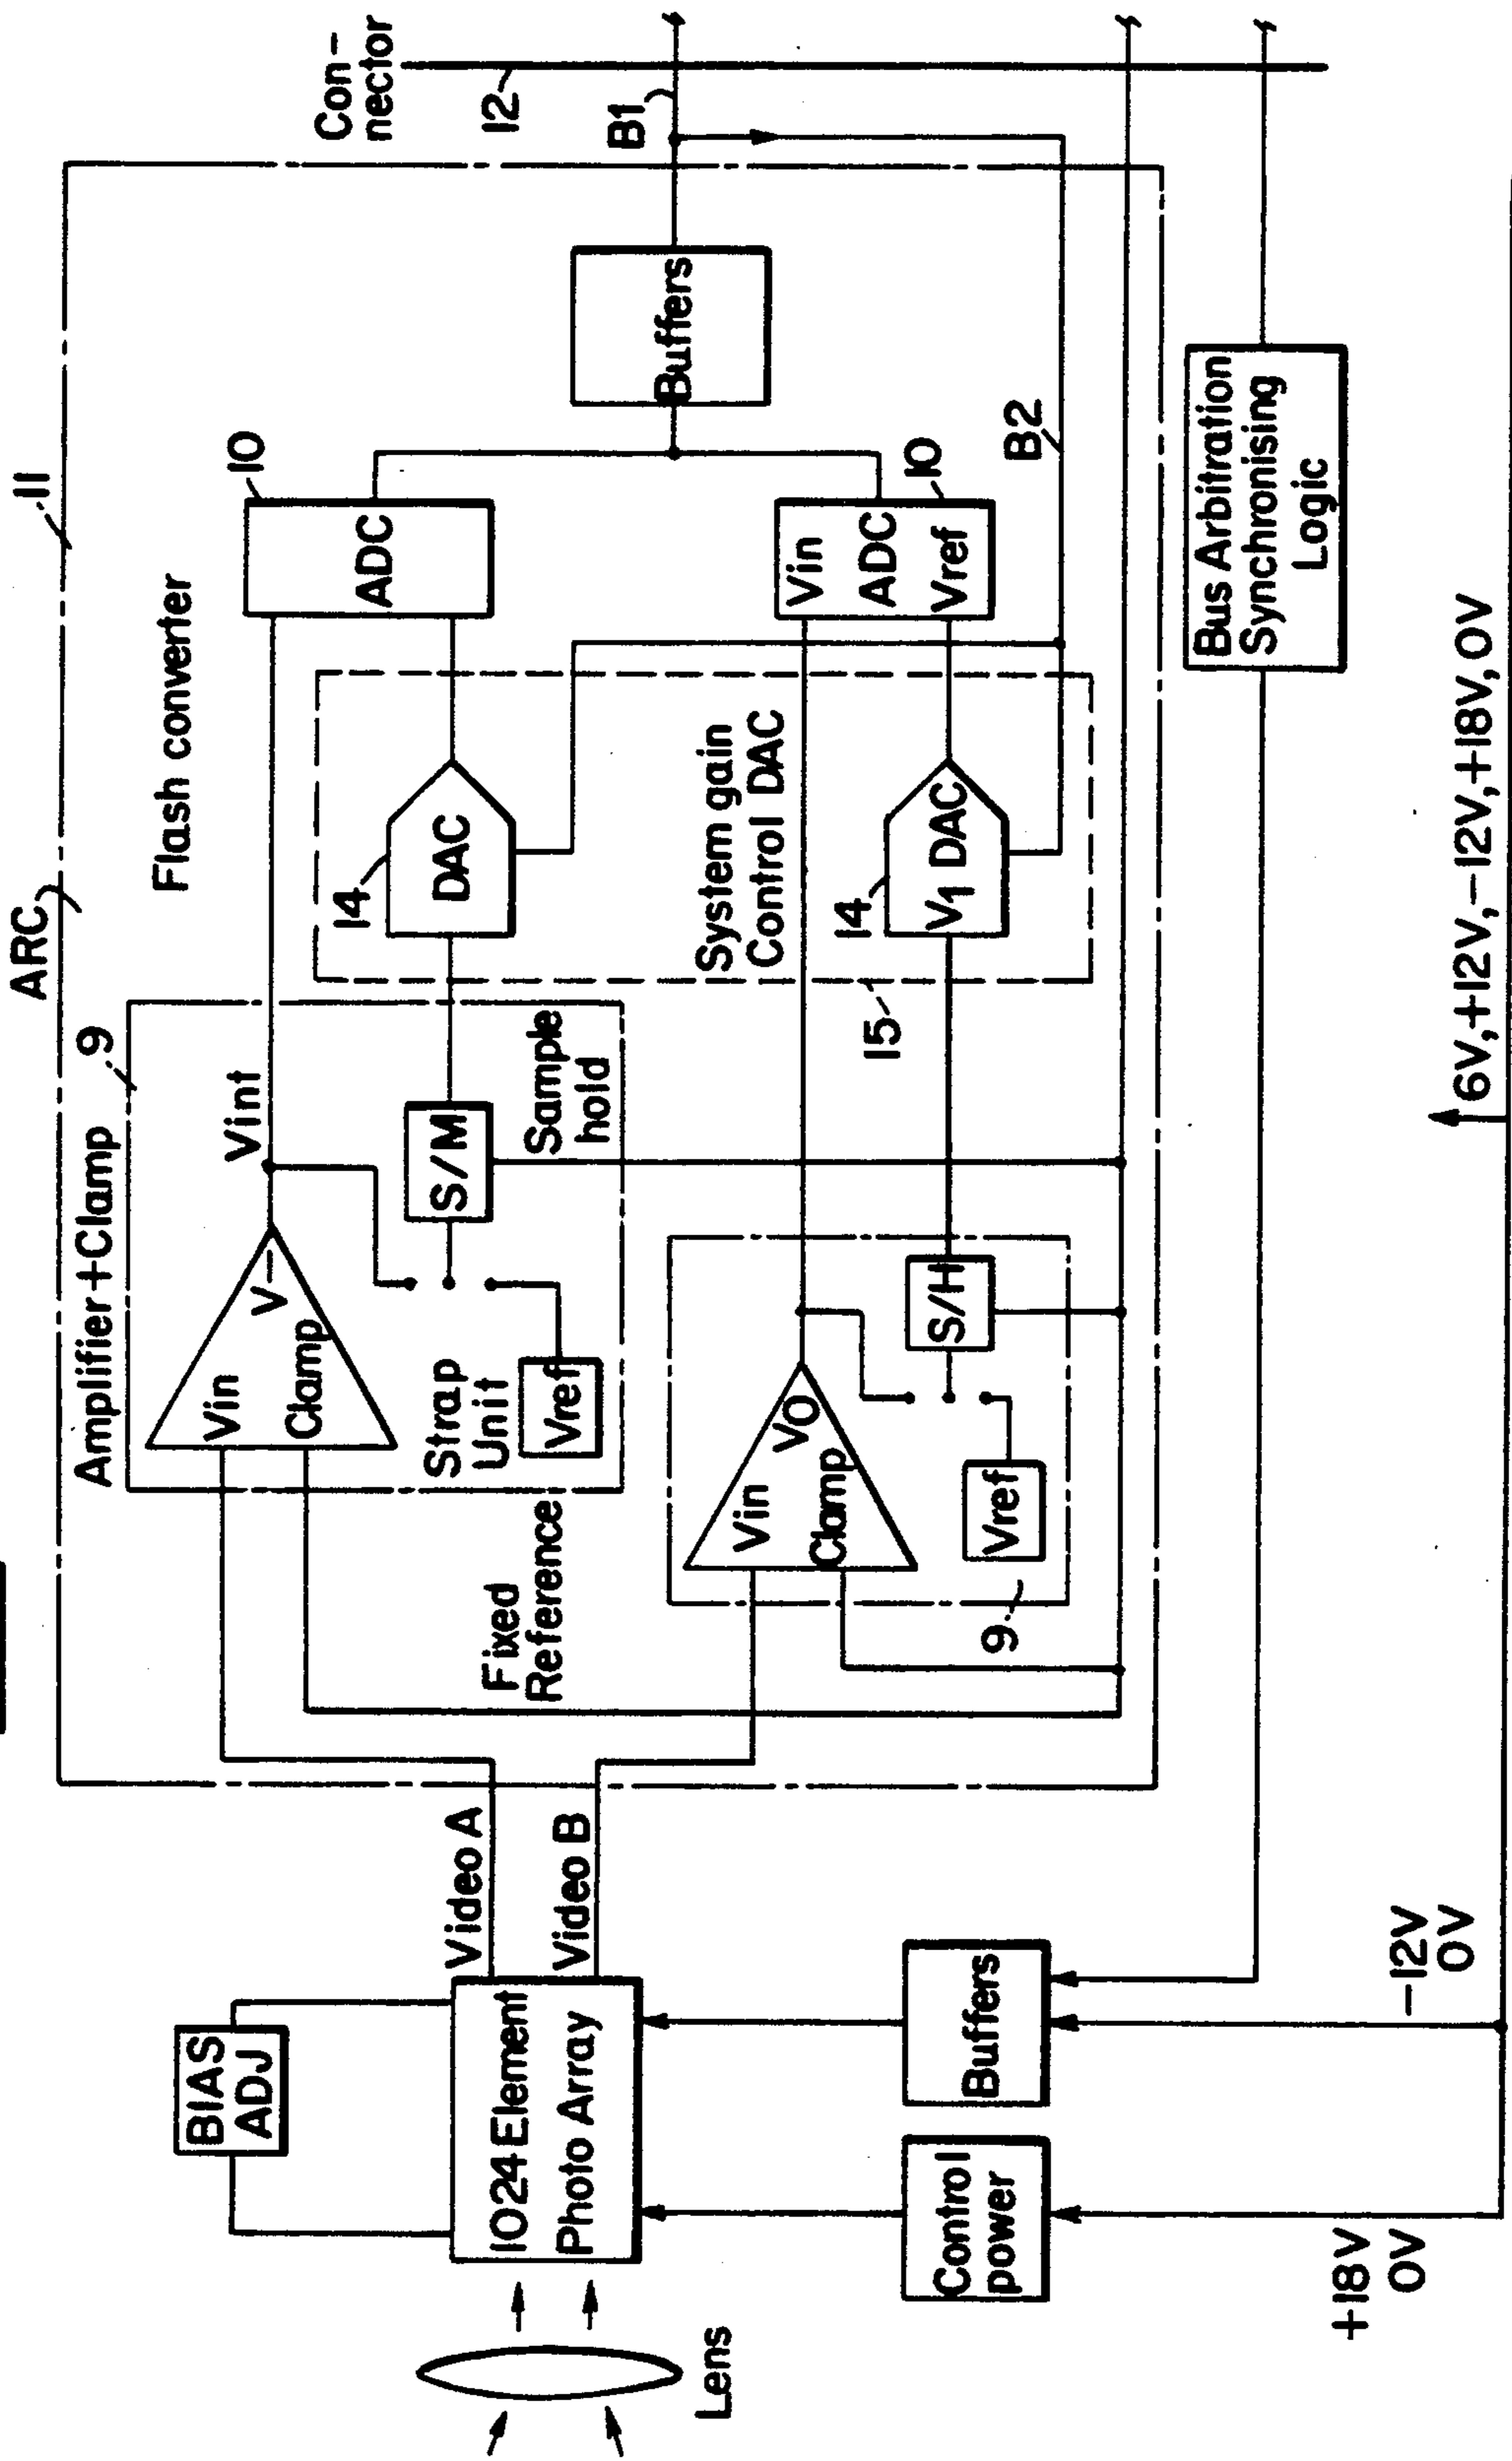 ARC
11
Amplifier+Clamp
9
Vint
Flash converter
10
ADC
Con-
nector
12
B1
Vin
V-
Clamp
Strap
Unit
Vref
S/M
Sample
hold
14
DAC
Buffers
Fixed
Reference
System gain
Control DAC
Vin
ADC
Vref
10
B2
Vin
VO
Clamp
Vref
9
S/H
15
14
V1 DAC
BIAS
ADJ
1024 Element
Photo Array
Video A
Video B
Lens
Control
power
Buffers
Bus Arbitration
Synchronising
Logic
+18V
0V
-12V
0V
6V,+12V,-12V,+18V,0V